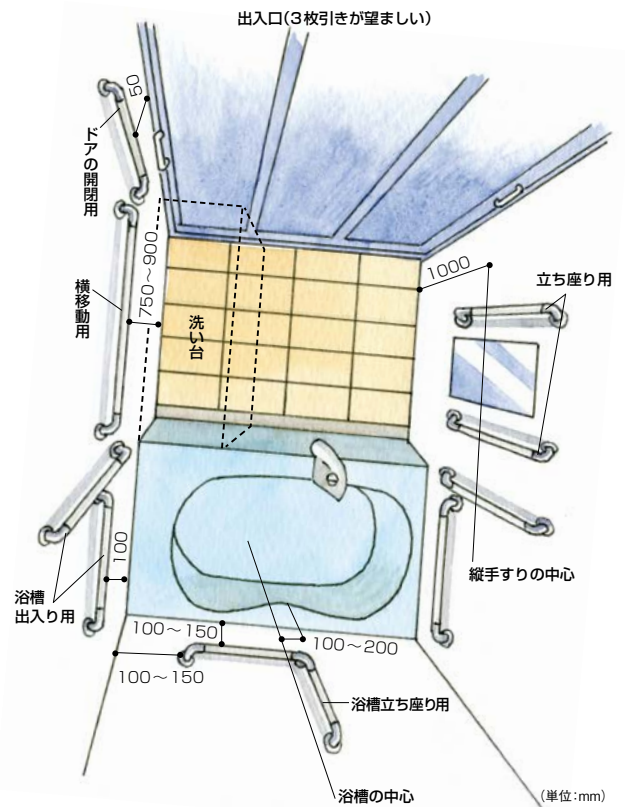 出入口(3枚引きが望ましい)
50
ドアの開閉用
750〜900
横移動用
洗い台
1000
立ち座り用
縦手すりの中心
100
浴槽
出入り用
100〜150
100〜200
100〜150
浴槽立ち座り用
浴槽の中心
(単位:mm)